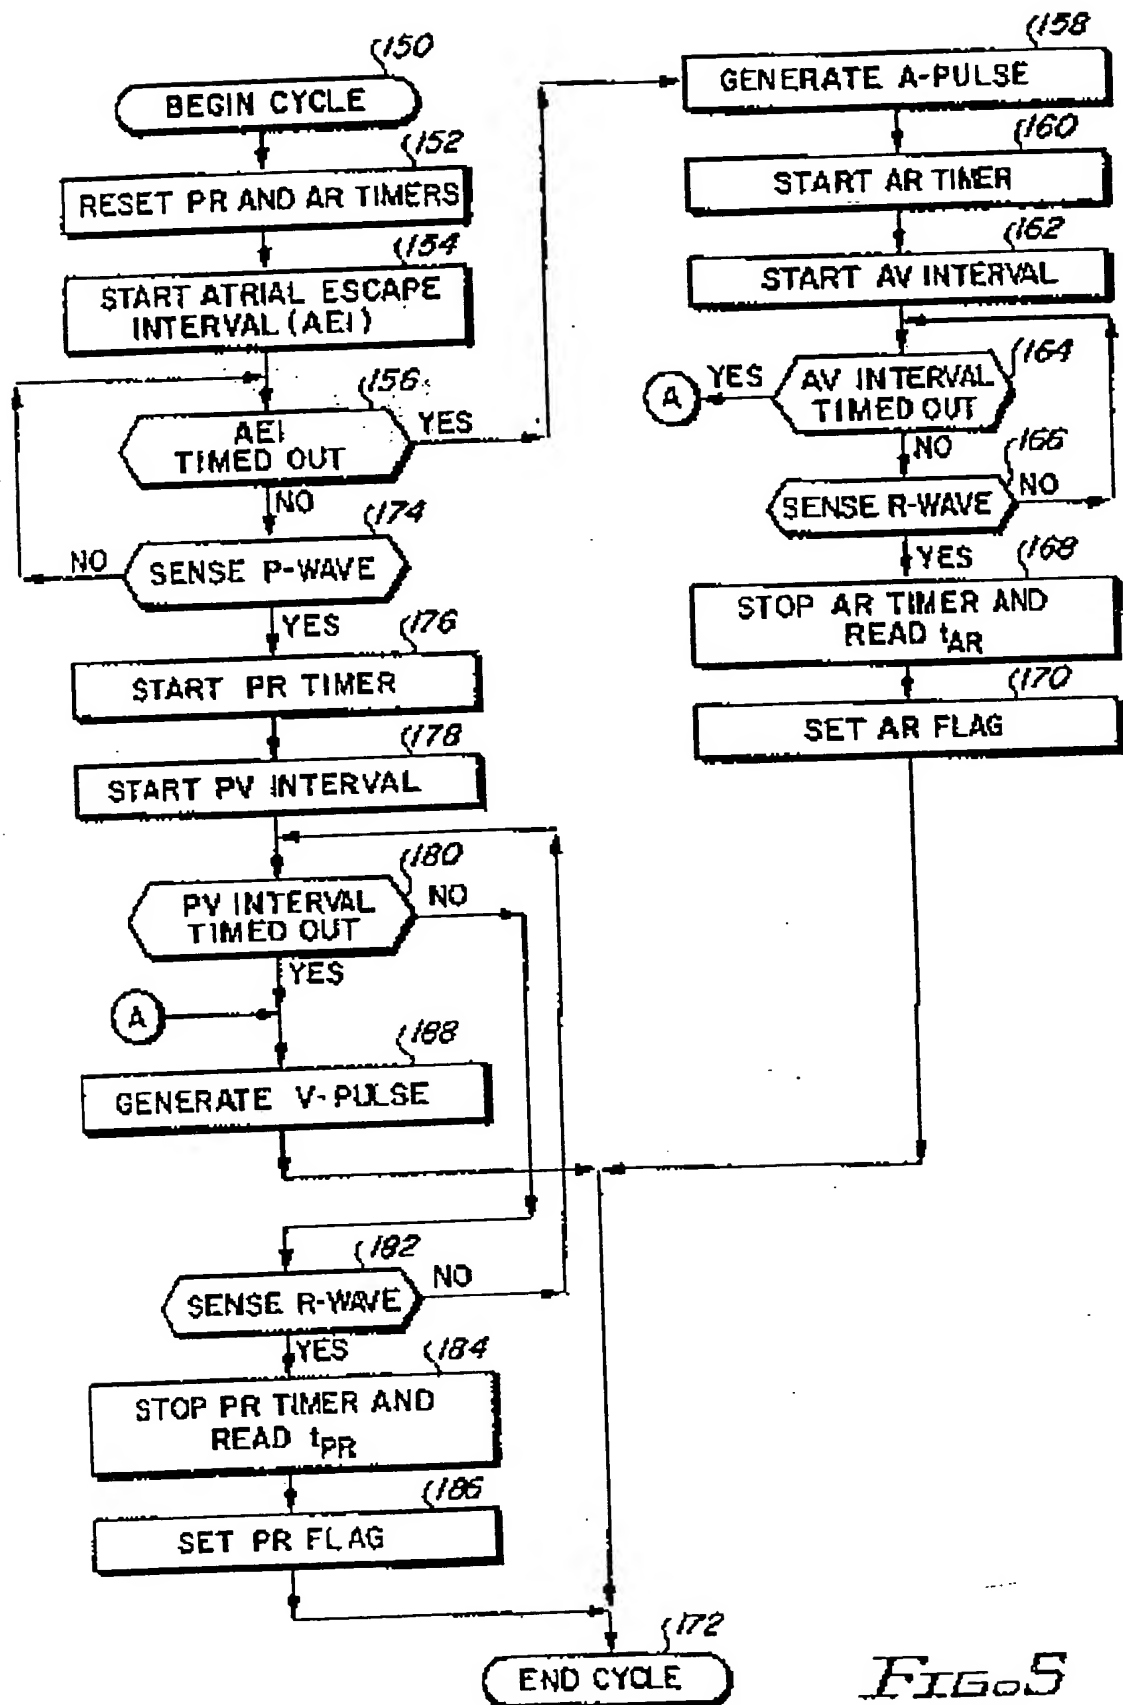 150
BEGIN CYCLE
152
RESET PR AND AR TIMERS
154
START ATRIAL ESCAPE
INTERVAL (AEI)
156
AEI
TIMED OUT
YES
NO
174
SENSE P-WAVE
NO
YES
176
START PR TIMER
178
START PV INTERVAL
180
PV INTERVAL
TIMED OUT
NO
YES
A
188
GENERATE V-PULSE
182
SENSE R-WAVE
NO
YES
184
STOP PR TIMER AND
READ tPR
186
SET PR FLAG
158
GENERATE A-PULSE
160
START AR TIMER
162
START AV INTERVAL
164
AV INTERVAL
TIMED OUT
YES
A
NO
166
SENSE R-WAVE
NO
YES
168
STOP AR TIMER AND
READ tAR
170
SET AR FLAG
172
END CYCLE
FIG. 5